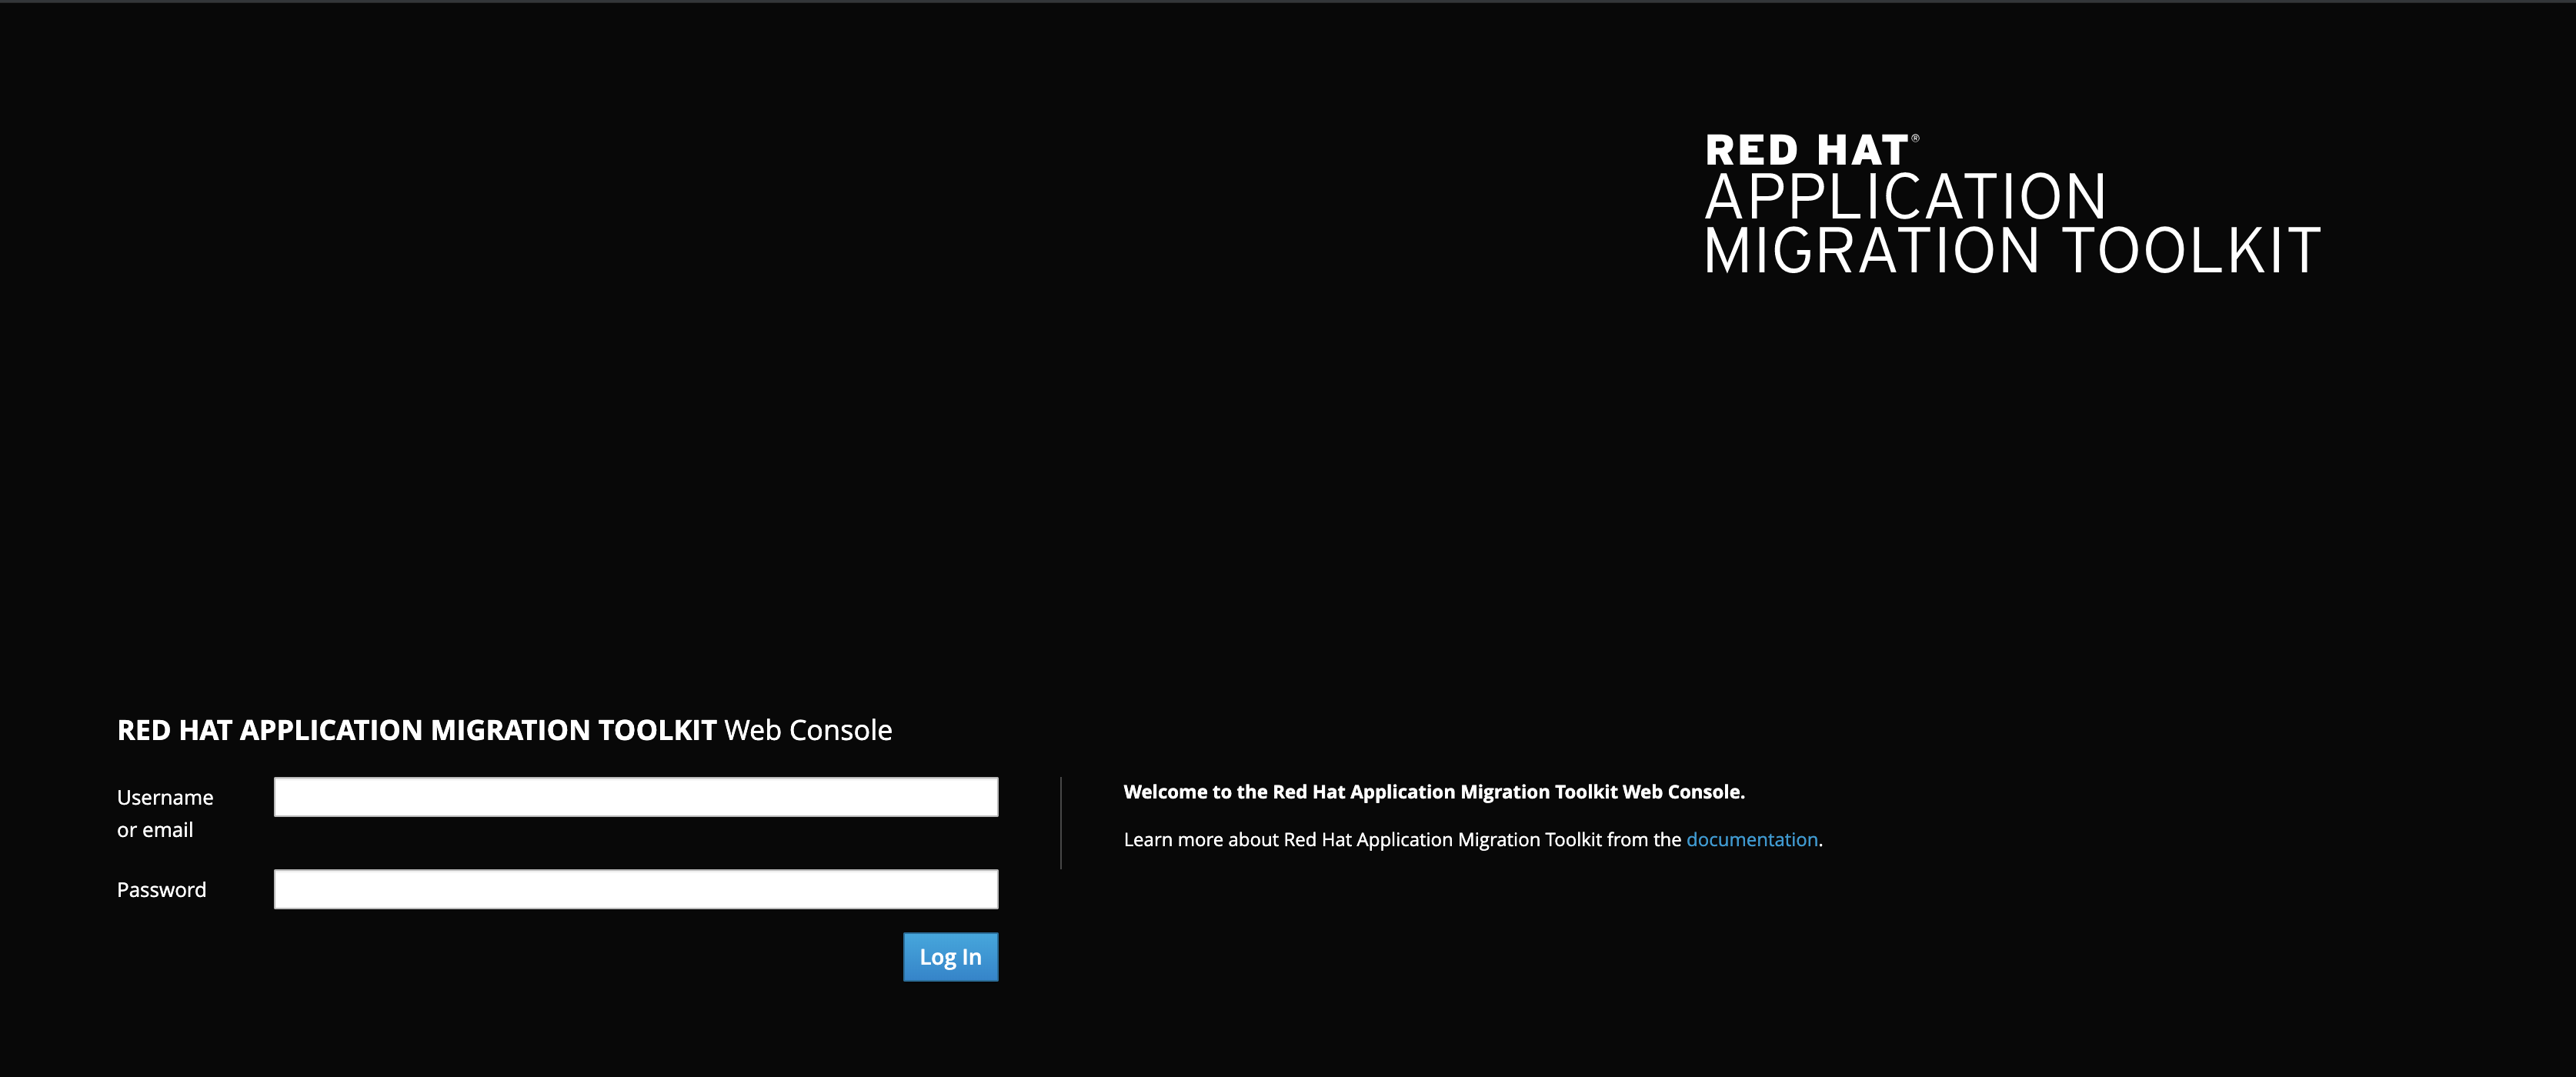 RED HAT®
APPLICATION
MIGRATION TOOLKIT
RED HAT APPLICATION MIGRATION TOOLKIT Web Console
Username
or email
Password
Log In
Welcome to the Red Hat Application Migration Toolkit Web Console.
Learn more about Red Hat Application Migration Toolkit from the documentation.